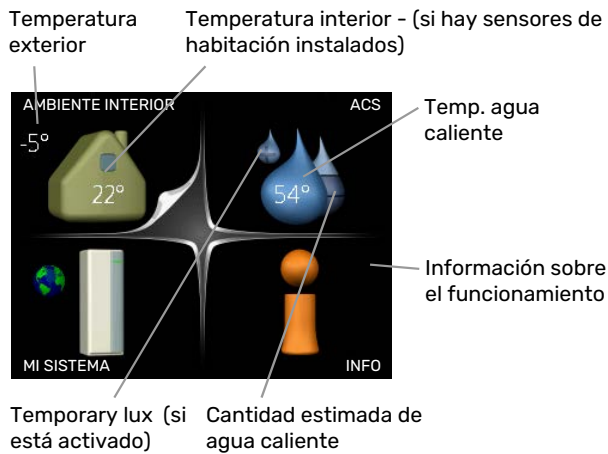 Temperatura
exterior
Temperatura interior - (si hay sensores de
habitación instalados)
AMBIENTE INTERIOR
ACS
-5°
22°
54°
Temp. agua
caliente
Información sobre
el funcionamiento
MI SISTEMA
INFO
Temporary lux (si
está activado)
Cantidad estimada de
agua caliente